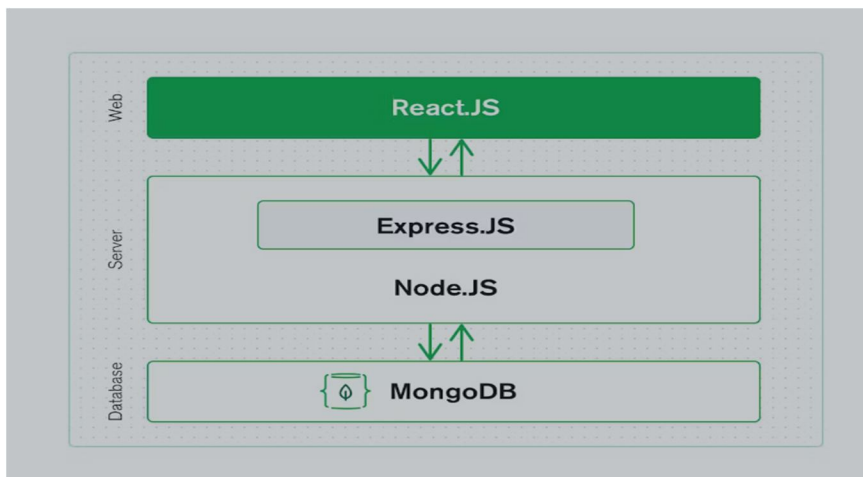 Web
React.JS
Server
Express.JS
Node.JS
Database
MongoDB